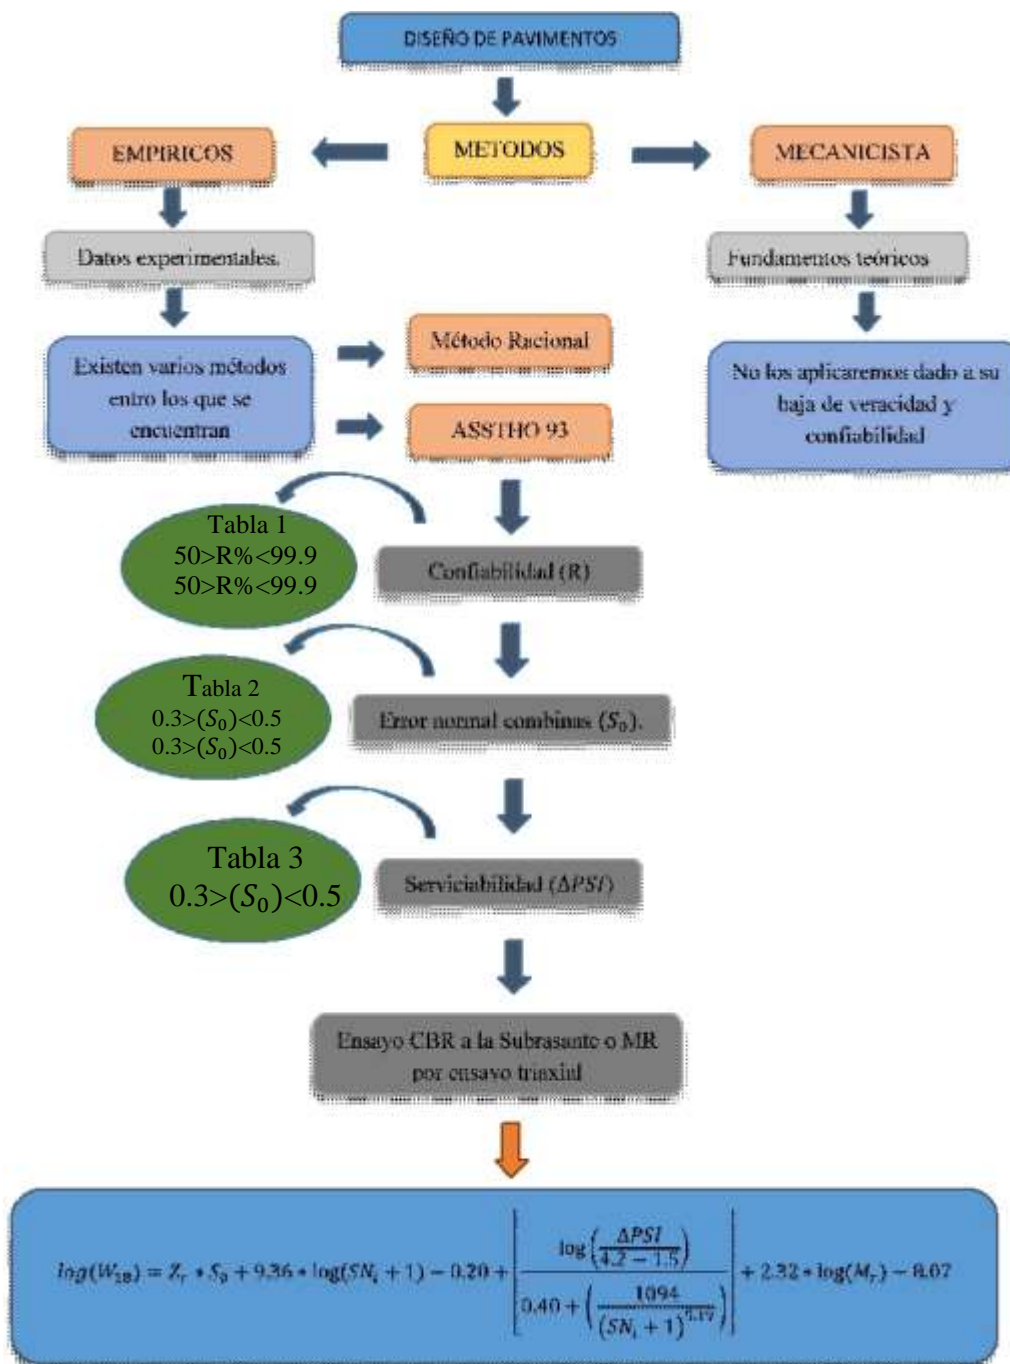 DISEÑO DE PAVIMENTOS
EMPIRICOS
METODOS
MECANICISTA
Datos experimentales.
Fundamentos teóricos
Existen varios métodos
entro los que se
encuentran
Método Racional
ASSTHO 93
No los aplicaremos dado a su
baja de veracidad y
confiabilidad
Tabla 1
50>R%<99.9
50>R%<99.9
Confiabilidad (R)
Tabla 2
0.3>(S₀)<0.5
0.3>(S₀)<0.5
Error normal combinas (S₀).
Tabla 3
0.3>(S₀)<0.5
Serviciabilidad (ΔPSI)
Ensayo CBR a la Subrasante o MR
por ensayo triaxial
log(W₁₈) = Zᵣ * S₀ + 9.36 * log(SNᵢ + 1) − 0.20 + [log(ΔPSI / (4.2 − 1.5)) / (0.40 + (1094 / (SNᵢ + 1)^5.19))] + 2.32 * log(Mᵣ) − 8.07